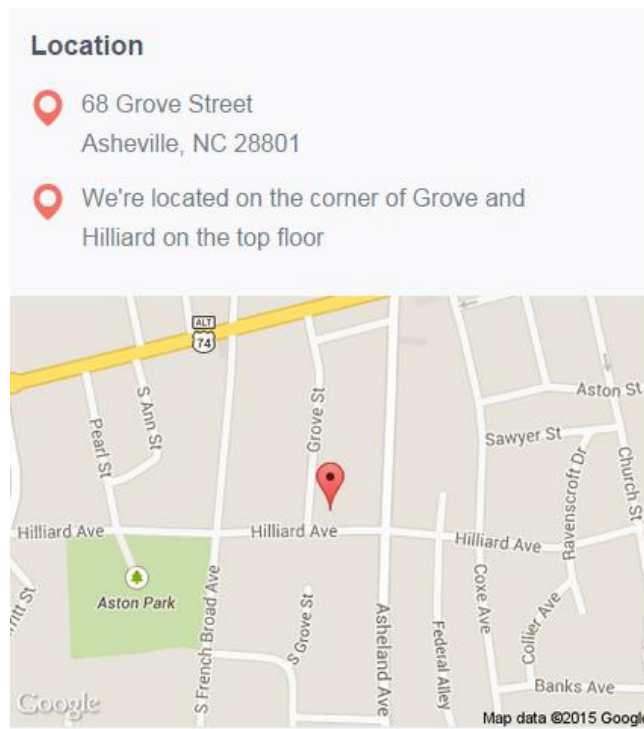 Location
68 Grove Street
Asheville, NC 28801
We're located on the corner of Grove and
Hilliard on the top floor
ALT
74
S Ann St
Pearl St
Grove St
Aston St
Sawyer St
Church St
Ravenscroft Dr
Hilliard Ave
Hilliard Ave
Hilliard Ave
Aston Park
S French Broad Ave
S Grove St
Asheland Ave
Federal Alley
Coxe Ave
Collier Ave
Banks Ave
Google
Map data ©2015 Google